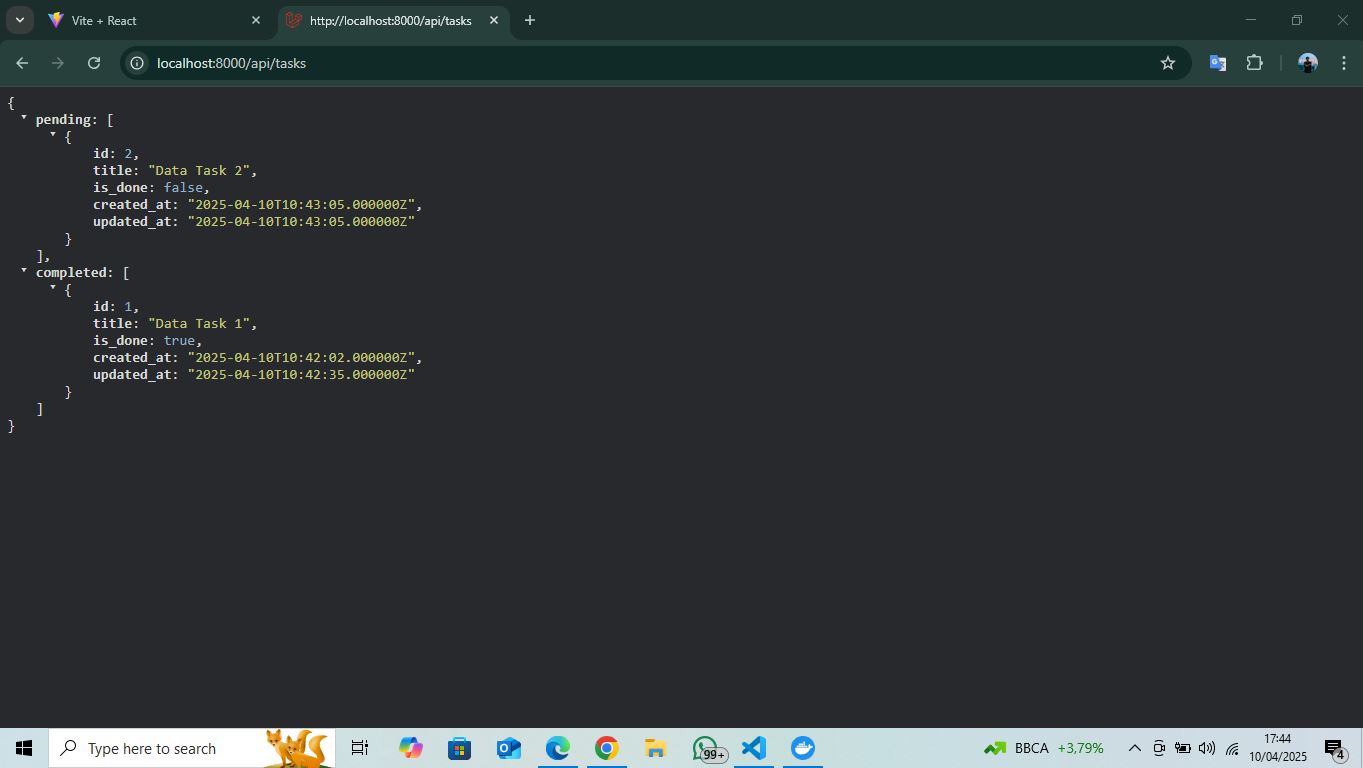 Vite + React
http://localhost:8000/api/tasks
localhost:8000/api/tasks
{
pending: [
{
id: 2,
title: "Data Task 2",
is_done: false,
created_at: "2025-04-10T10:43:05.000000Z",
updated_at: "2025-04-10T10:43:05.000000Z"
}
],
completed: [
{
id: 1,
title: "Data Task 1",
is_done: true,
created_at: "2025-04-10T10:42:02.000000Z",
updated_at: "2025-04-10T10:42:35.000000Z"
}
]
}
Type here to search
99+
BBCA +3,79%
17:44
10/04/2025
4